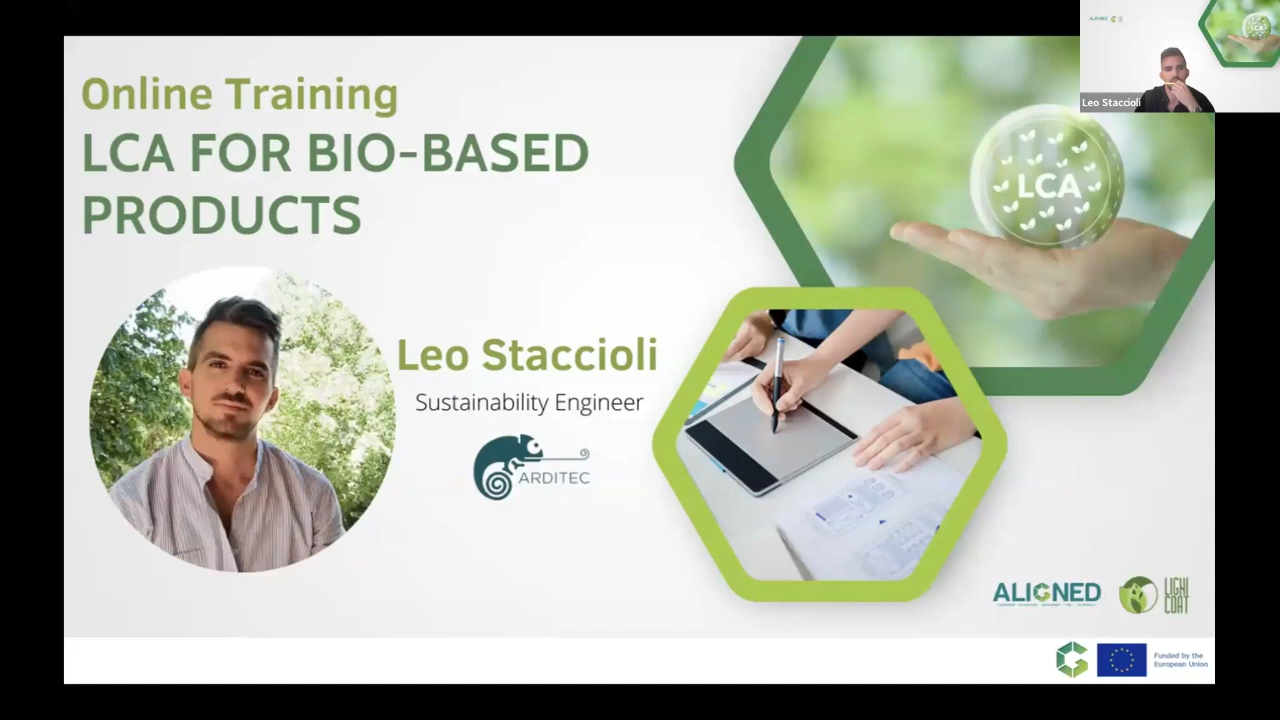 Online Training
LCA FOR BIO-BASED
PRODUCTS
Leo Staccioli
Sustainability Engineer
ARDITEC
LCA
Leo Staccioli
ALIGNED
LIGNI
COAT
Funded by the
European Union